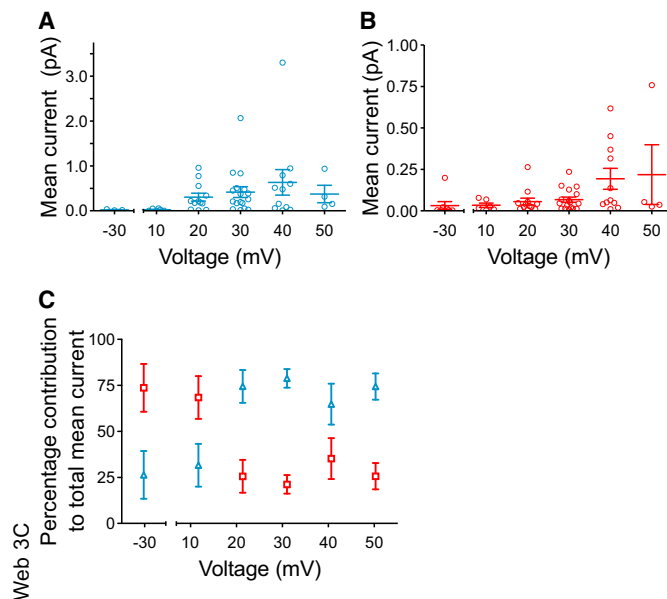 A
Mean current (pA)
3.0
2.0
1.0
0.0
-30
10
20
30
40
50
Voltage (mV)
B
Mean current (pA)
1.00
0.75
0.50
0.25
0.00
-30
10
20
30
40
50
Voltage (mV)
C
Percentage contribution
to total mean current
100
75
50
25
0
-30
10
20
30
40
50
Voltage (mV)
Web 3C